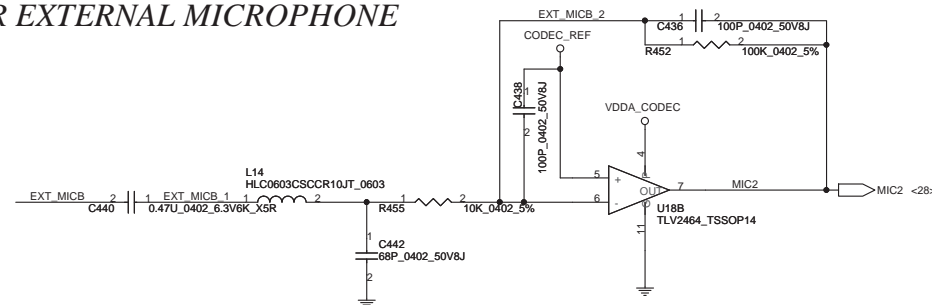 R EXTERNAL MICROPHONE
EXT_MICB_2
1 C436 2 100P_0402_50V8J
CODEC_REF
1 R452 2 100K_0402_5%
C438 1 2 100P_0402_50V8J
VDDA_CODEC
4
L14
HLC0603CSCCR10JT_0603
5 + OUT 7 MIC2 MIC2 <28>
EXT_MICB 2 C440 1 EXT_MICB_1 1 2 R455 1 2 6 -
0.47U_0402_6.3V6K_X5R
10K_0402_5%
U18B
TLV2464_TSSOP14
11
1
C442
68P_0402_50V8J
2